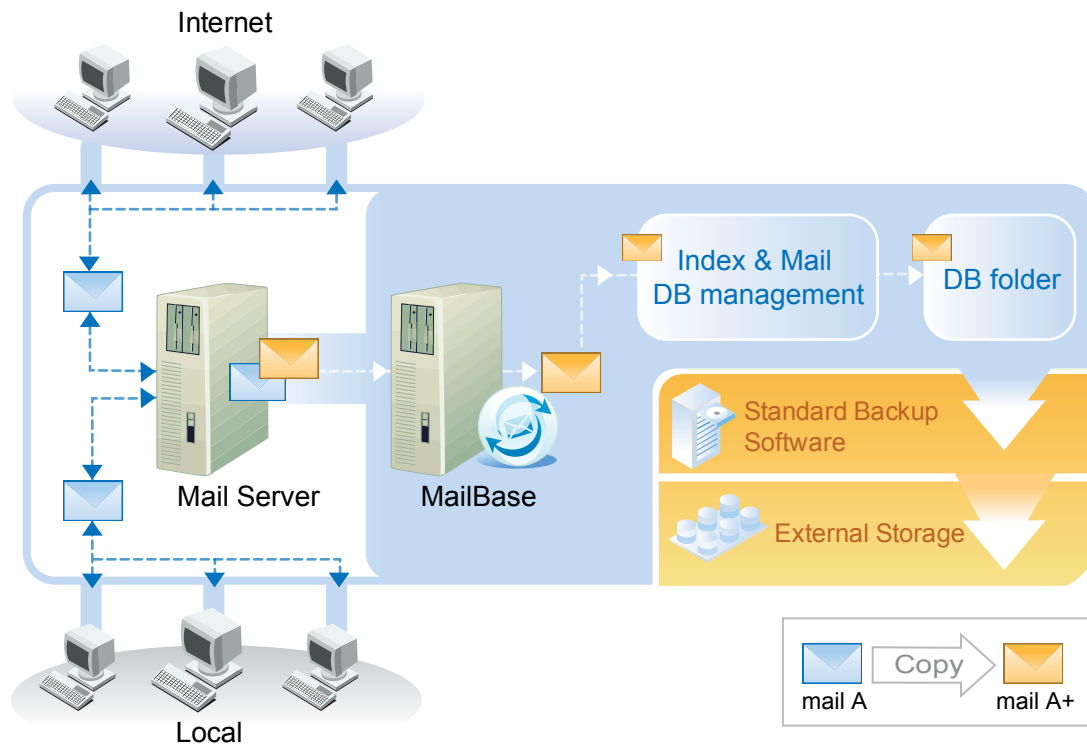 Internet
Index & Mail
DB management
DB folder
Standard Backup
Software
Mail Server
MailBase
External Storage
Local
Copy
mail A
mail A+